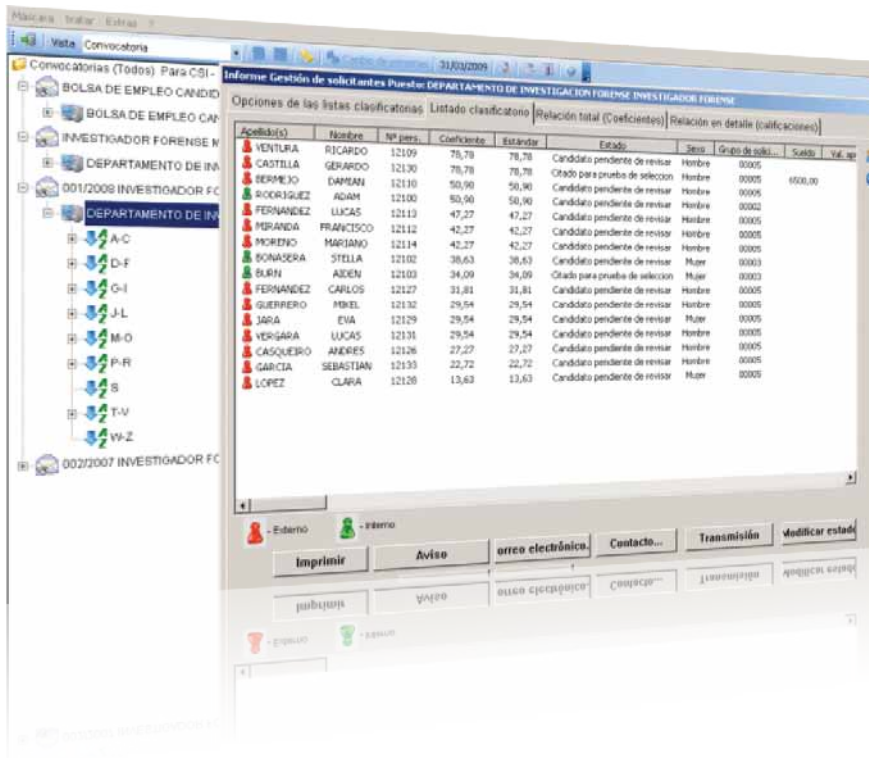 Máscara Tratar Extras ?
Vista Convocatoria 31/03/2009
Convocatorias (Todos) Para CSI -
BOLSA DE EMPLEO CANDID
BOLSA DE EMPLEO CAN
INVESTIGADOR FORENSE M
DEPARTAMENTO DE IN
001/2008 INVESTIGADOR FO
DEPARTAMENTO DE IN
A-C
D-F
G-I
J-L
M-O
P-R
S
T-V
W-Z
002/2007 INVESTIGADOR FO
Informe Gestión de solicitantes Puesto: DEPARTAMENTO DE INVESTIGACION FORENSE INVESTIGADOR FORENSE
Opciones de las listas clasificatorias Listado clasificatorio Relación total (Coeficientes) Relación en detalle (calificaciones)
Apellido(s) Nombre Nº pers. Coeficiente Estándar Estado Sexo Grupo de solici... Sueldo Val. ap
VENTURA RICARDO 12109 78,78 78,78 Candidato pendiente de revisar Hombre 00005
CASTILLA GERARDO 12130 78,78 78,78 Citado para prueba de seleccion Hombre 00005 6500,00
BERMEJO DAMIAN 12110 50,90 50,90 Candidato pendiente de revisar Hombre 00005
RODRIGUEZ ADAM 12100 50,90 50,90 Candidato pendiente de revisar Hombre 00002
FERNANDEZ LUCAS 12113 47,27 47,27 Candidato pendiente de revisar Hombre 00005
MIRANDA FRANCISCO 12112 42,27 42,27 Candidato pendiente de revisar Hombre 00005
MORENO MARIANO 12114 42,27 42,27 Candidato pendiente de revisar Hombre 00005
BONASERA STELLA 12102 38,63 38,63 Candidato pendiente de revisar Mujer 00003
BURN AIDEN 12103 34,09 34,09 Citado para prueba de seleccion Mujer 00003
FERNANDEZ CARLOS 12127 31,81 31,81 Candidato pendiente de revisar Hombre 00005
GUERRERO MIKEL 12132 29,54 29,54 Candidato pendiente de revisar Hombre 00005
JARA EVA 12129 29,54 29,54 Candidato pendiente de revisar Mujer 00005
VERGARA LUCAS 12131 29,54 29,54 Candidato pendiente de revisar Hombre 00005
CASQUEIRO ANDRES 12126 27,27 27,27 Candidato pendiente de revisar Hombre 00005
GARCIA SEBASTIAN 12133 22,72 22,72 Candidato pendiente de revisar Hombre 00005
LOPEZ CLARA 12128 13,63 13,63 Candidato pendiente de revisar Mujer 00005
- Externo - Interno
Imprimir Aviso orreo electrónico. Contacto... Transmisión Modificar estado